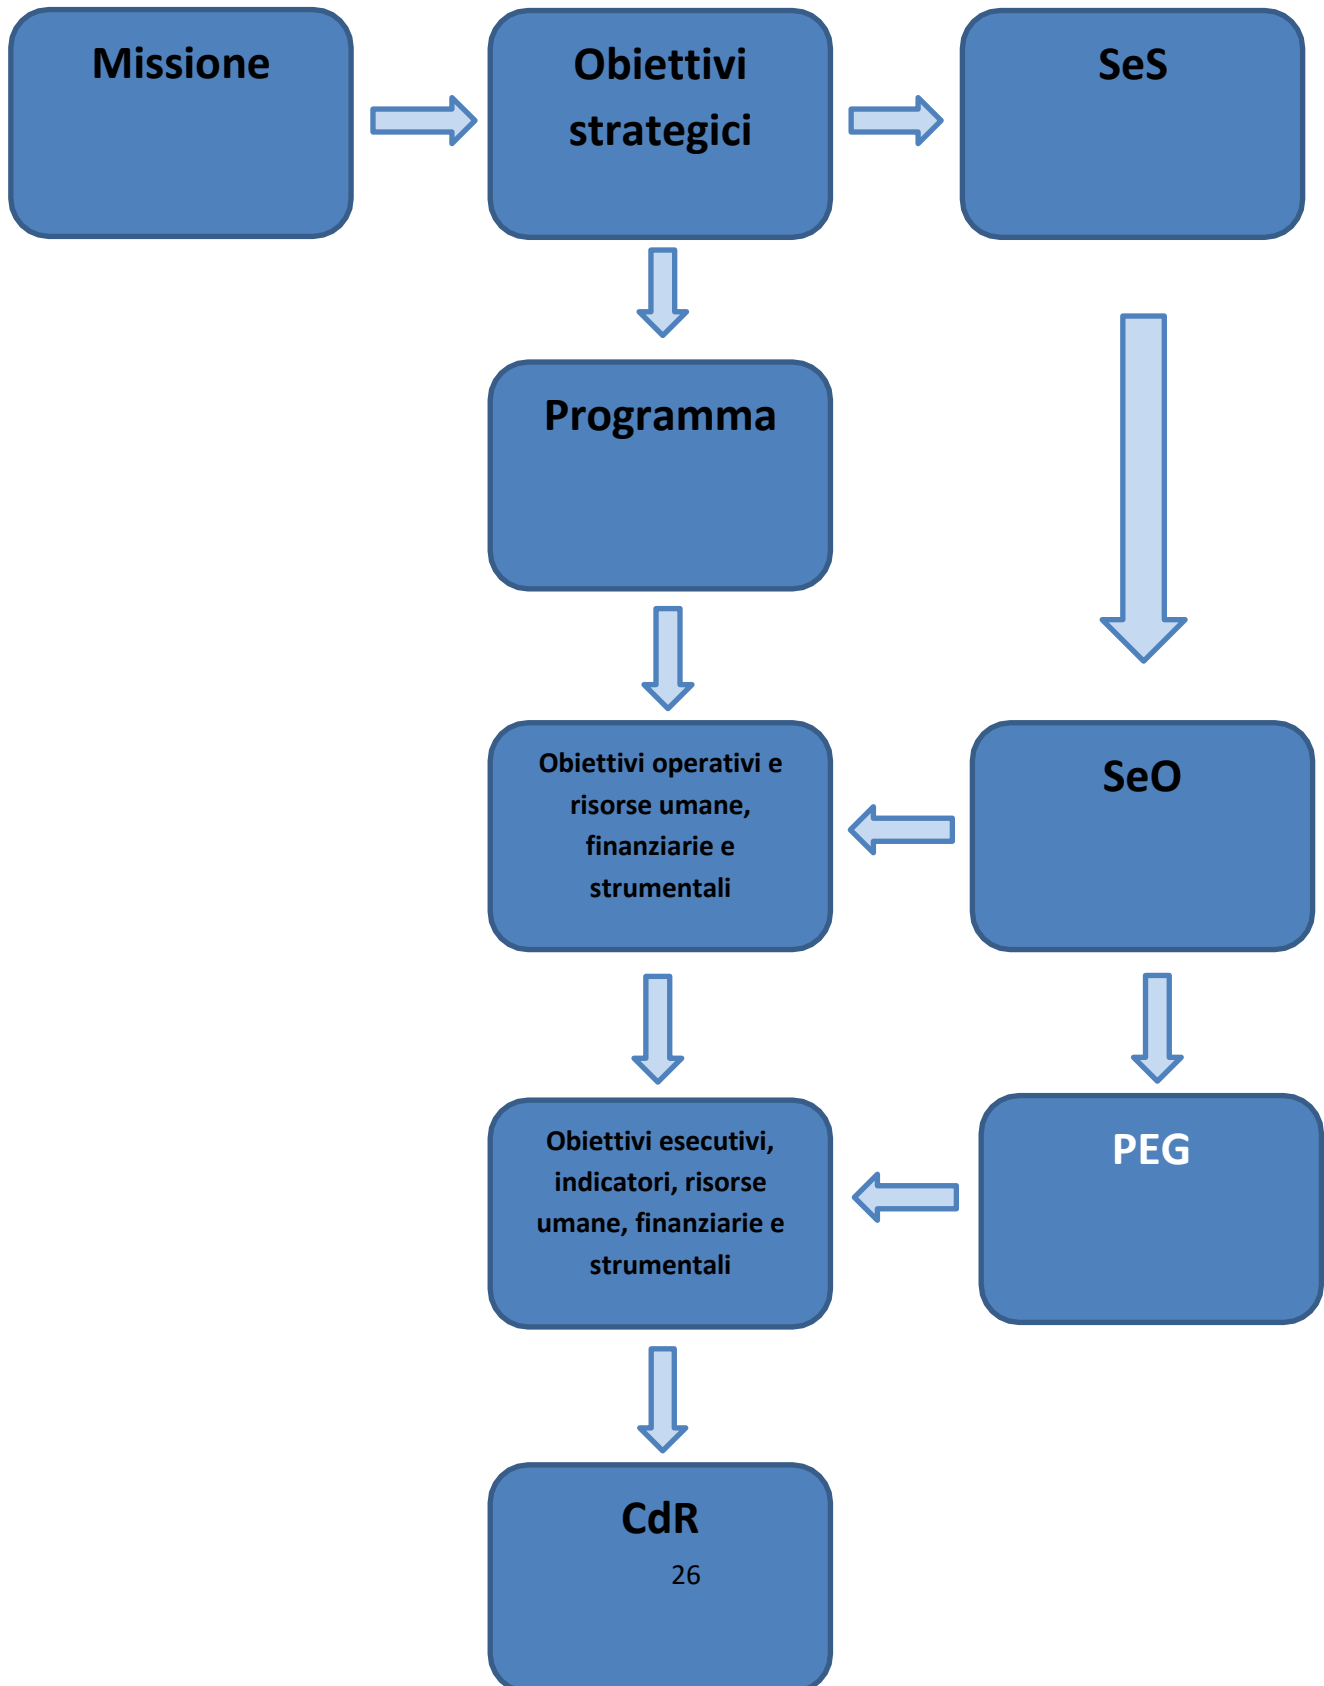 Missione
Obiettivi
strategici
SeS
Programma
Obiettivi operativi e
risorse umane,
finanziarie e
strumentali
SeO
Obiettivi esecutivi,
indicatori, risorse
umane, finanziarie e
strumentali
PEG
CdR
26